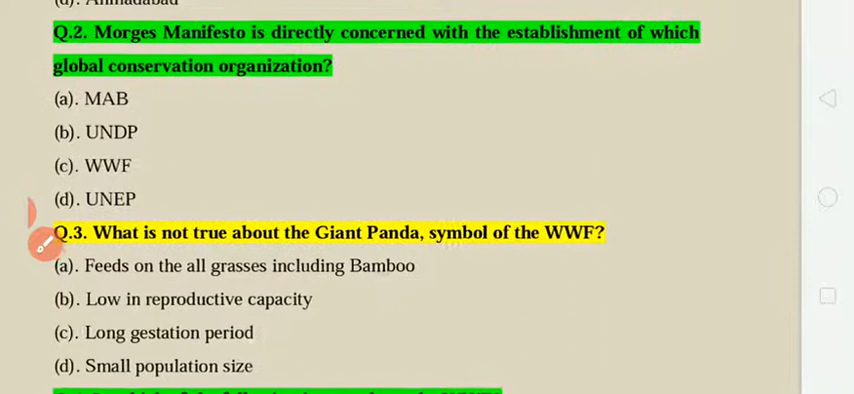 Q.2. Morges Manifesto is directly concerned with the establishment of which
global conservation organization?
(a). MAB
(b). UNDP
(c). WWF
(d). UNEP
Q.3. What is not true about the Giant Panda, symbol of the WWF?
(a). Feeds on the all grasses including Bamboo
(b). Low in reproductive capacity
(c). Long gestation period
(d). Small population size